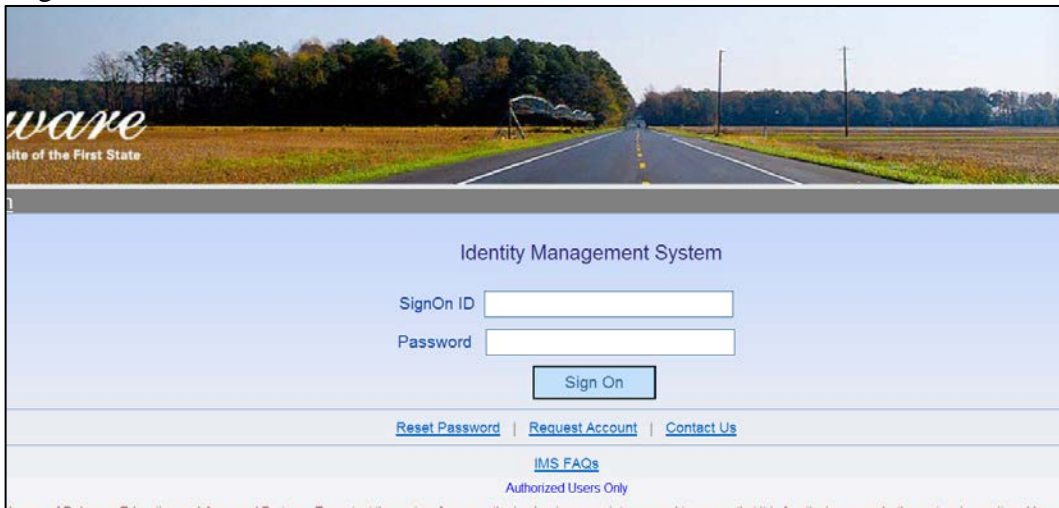 ware
site of the First State
Identity Management System
SignOn ID
Password
Sign On
Reset Password | Request Account | Contact Us
IMS FAQs
Authorized Users Only